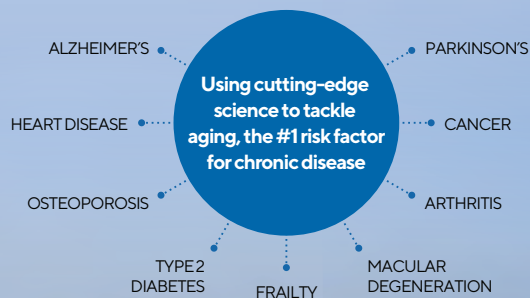 ALZHEIMER'S
HEART DISEASE
OSTEOPOROSIS
TYPE 2
DIABETES
FRAILTY
Using cutting-edge
science to tackle
aging, the #1 risk factor
for chronic disease
PARKINSON'S
CANCER
ARTHRITIS
MACULAR
DEGENERATION